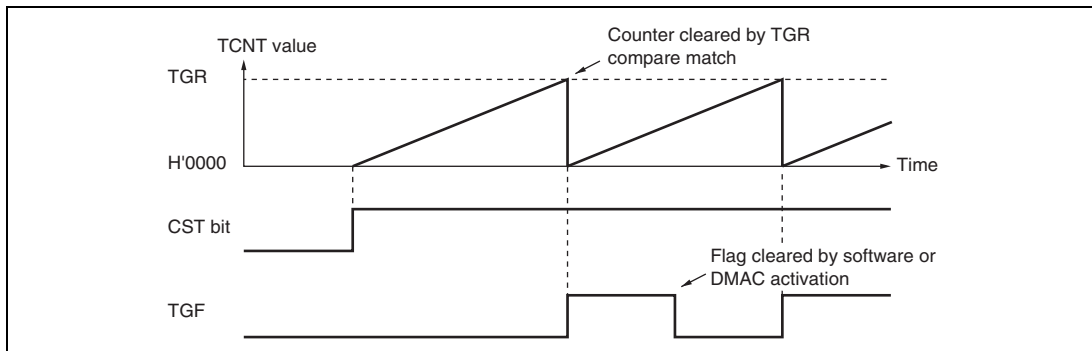 Counter cleared by TGR
compare match
TCNT value
TGR
H'0000
Time
CST bit
Flag cleared by software or
DMAC activation
TGF